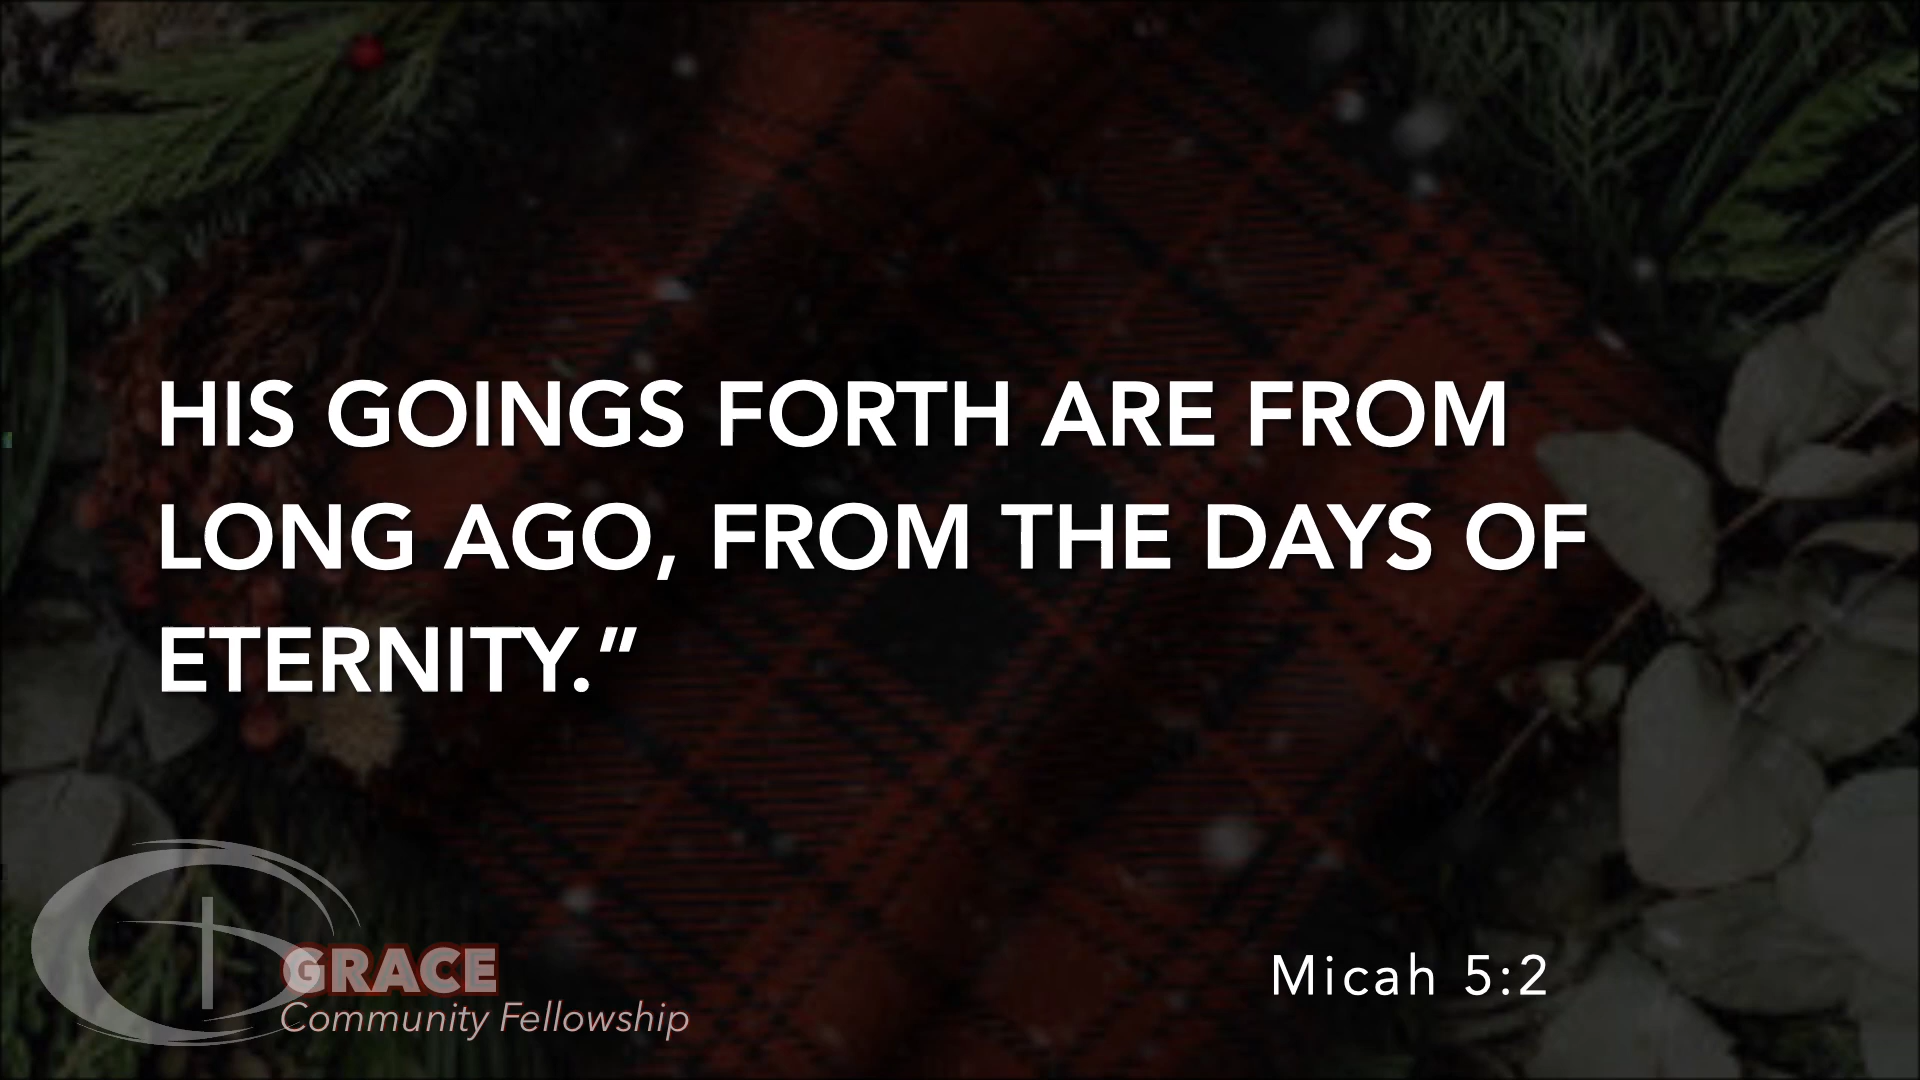 HIS GOINGS FORTH ARE FROM
LONG AGO, FROM THE DAYS OF
ETERNITY.”
GRACE
Community Fellowship
Micah 5:2